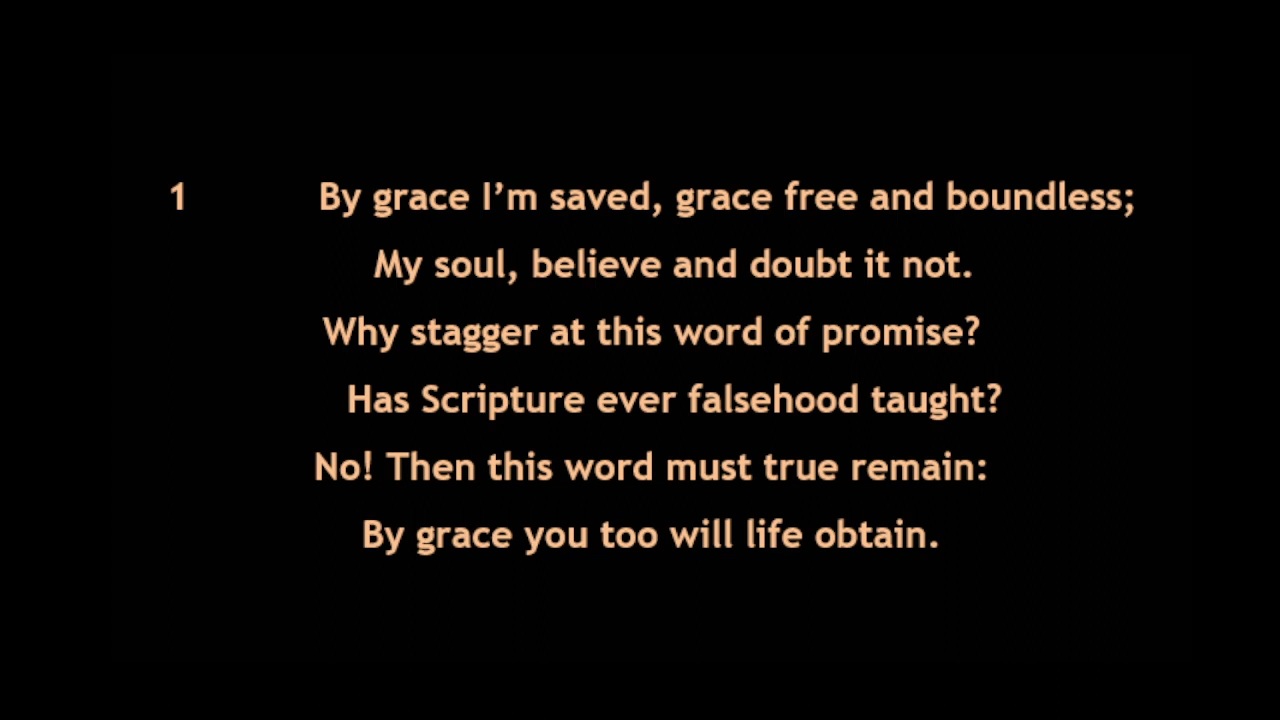 1 By grace I’m saved, grace free and boundless;
My soul, believe and doubt it not.
Why stagger at this word of promise?
Has Scripture ever falsehood taught?
No! Then this word must true remain:
By grace you too will life obtain.